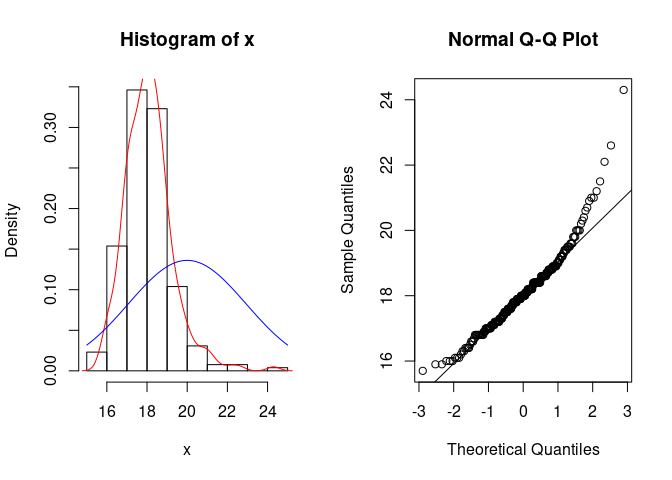 Histogram of x
Density
0.00 0.10 0.20 0.30
16 18 20 22 24
x
Normal Q-Q Plot
Sample Quantiles
16 18 20 22 24
-3 -2 -1 0 1 2 3
Theoretical Quantiles